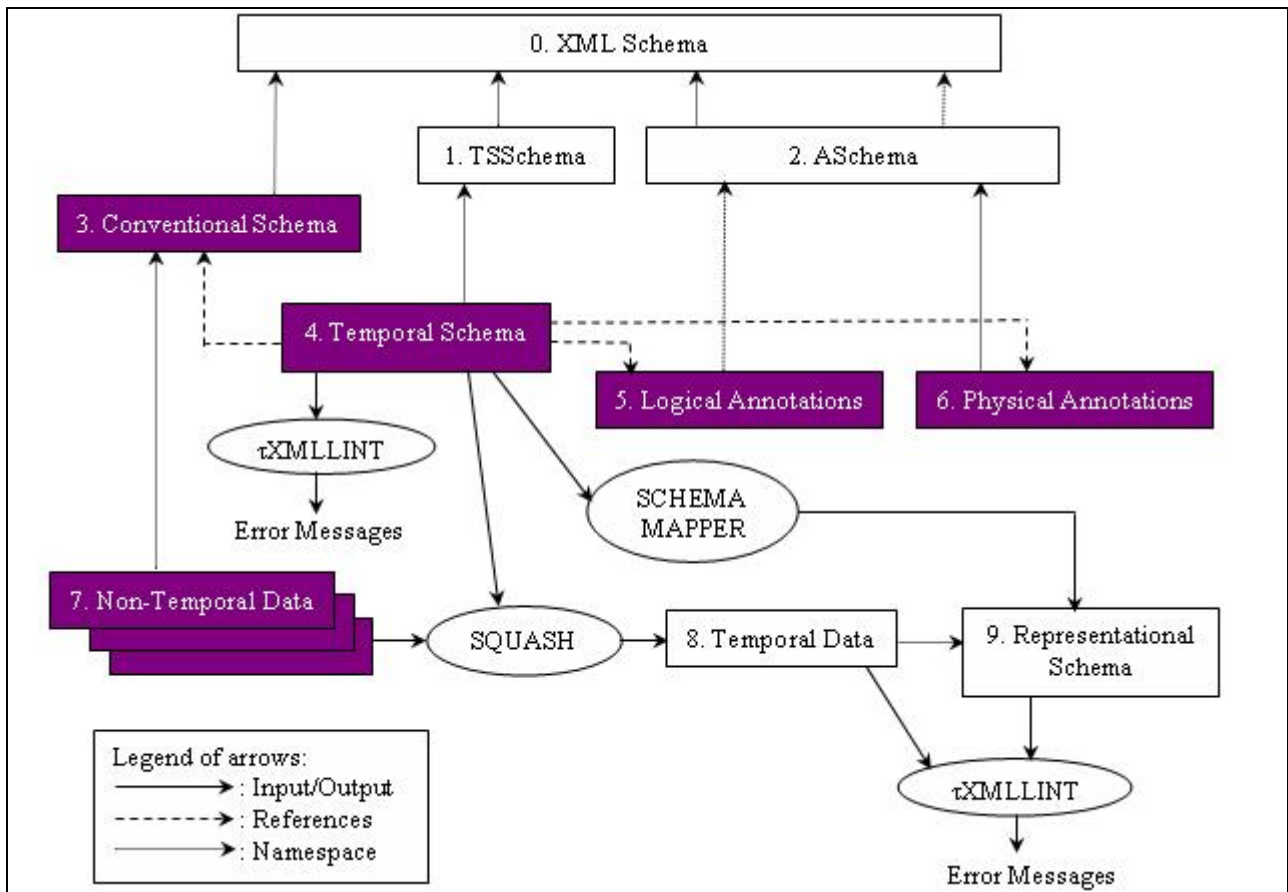 0. XML Schema
1. TSSchema
2. ASchema
3. Conventional Schema
4. Temporal Schema
5. Logical Annotations
6. Physical Annotations
τXMLLINT
SCHEMA
MAPPER
Error Messages
7. Non-Temporal Data
SQUASH
8. Temporal Data
9. Representational
Schema
Legend of arrows:
: Input/Output
: References
: Namespace
τXMLLINT
Error Messages